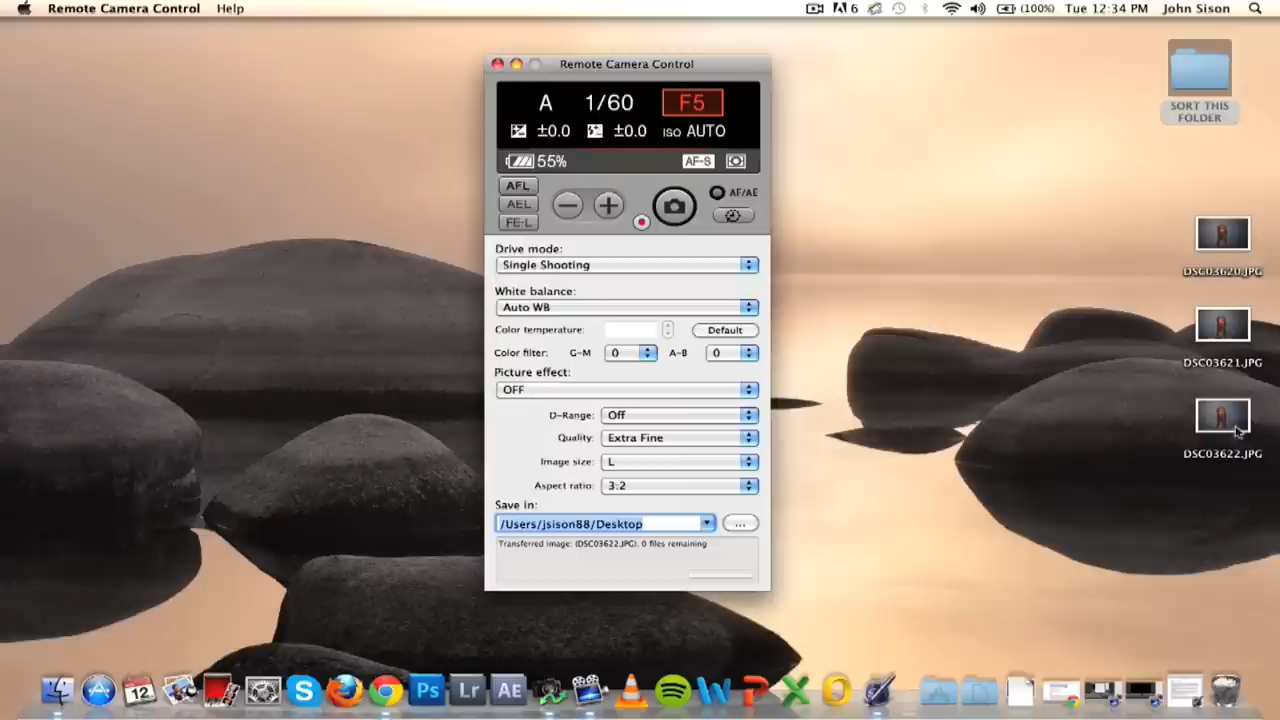 Remote Camera Control Help
6 (100%) Tue 12:34 PM John Sison
SORT THIS FOLDER
Remote Camera Control
A 1/60 F5
±0.0 ±0.0 ISO AUTO
55% AF-S
AFL
AEL
FE-L
AF/AE
Drive mode:
Single Shooting
White balance:
Auto WB
Color temperature: Default
Color filter: G-M 0 A-B 0
Picture effect:
OFF
D-Range: Off
Quality: Extra Fine
Image size: L
Aspect ratio: 3:2
Save in:
/Users/jsison88/Desktop ...
Transferred image: (DSC03622.JPG), 0 files remaining
DSC03620.JPG
DSC03621.JPG
DSC03622.JPG
12
Ps Lr AE